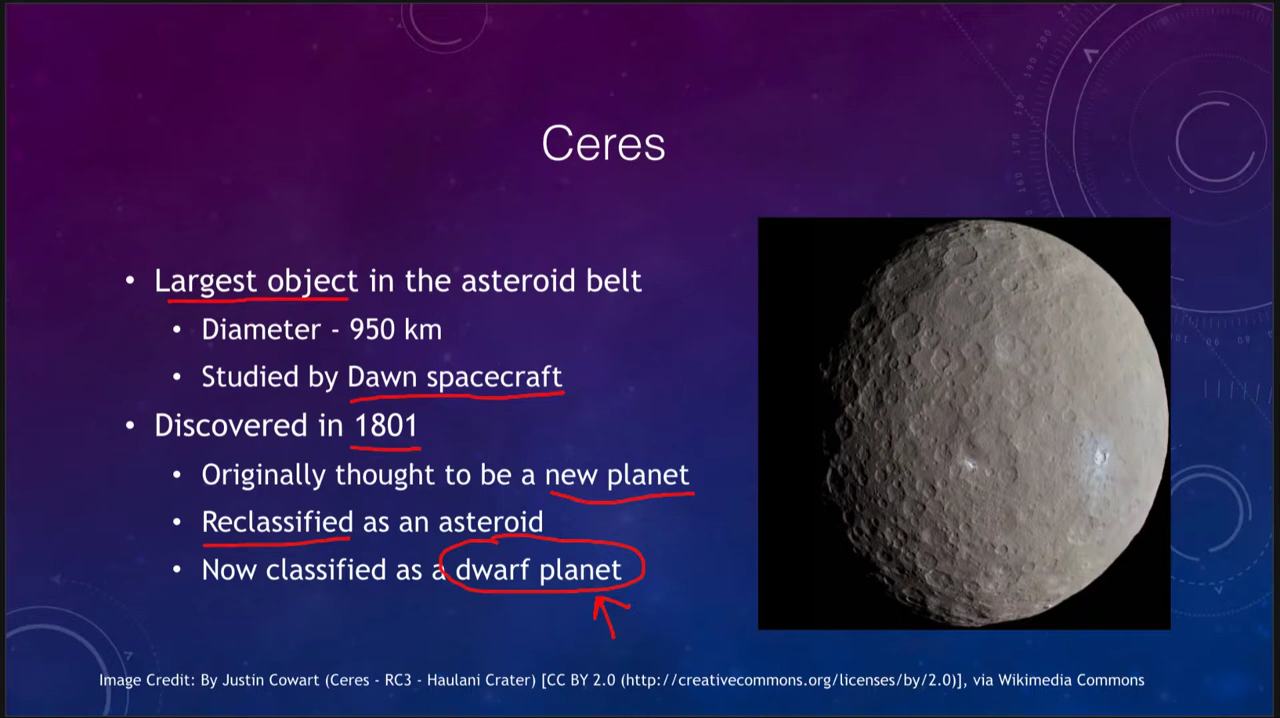 Ceres
• Largest object in the asteroid belt
• Diameter - 950 km
• Studied by Dawn spacecraft
• Discovered in 1801
• Originally thought to be a new planet
• Reclassified as an asteroid
• Now classified as a dwarf planet
Image Credit: By Justin Cowart (Ceres - RC3 - Haulani Crater) [CC BY 2.0 (http://creativecommons.org/licenses/by/2.0)], via Wikimedia Commons